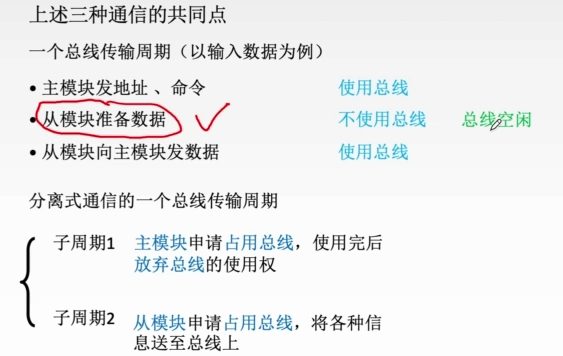 上述三种通信的共同点
一个总线传输周期（以输入数据为例）
• 主模块发地址 、命令 使用总线
• 从模块准备数据 不使用总线 总线空闲
• 从模块向主模块发数据 使用总线
分离式通信的一个总线传输周期
子周期1 主模块申请占用总线，使用完后
放弃总线的使用权
子周期2 从模块申请占用总线，将各种信
息送至总线上